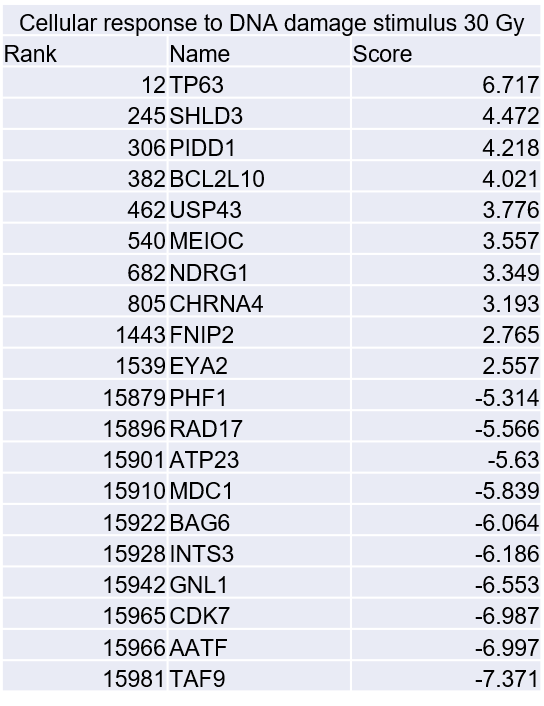 Cellular response to DNA damage stimulus 30 Gy
Rank Name Score
12 TP63 6.717
245 SHLD3 4.472
306 PIDD1 4.218
382 BCL2L10 4.021
462 USP43 3.776
540 MEIOC 3.557
682 NDRG1 3.349
805 CHRNA4 3.193
1443 FNIP2 2.765
1539 EYA2 2.557
15879 PHF1 -5.314
15896 RAD17 -5.566
15901 ATP23 -5.63
15910 MDC1 -5.839
15922 BAG6 -6.064
15928 INTS3 -6.186
15942 GNL1 -6.553
15965 CDK7 -6.987
15966 AATF -6.997
15981 TAF9 -7.371